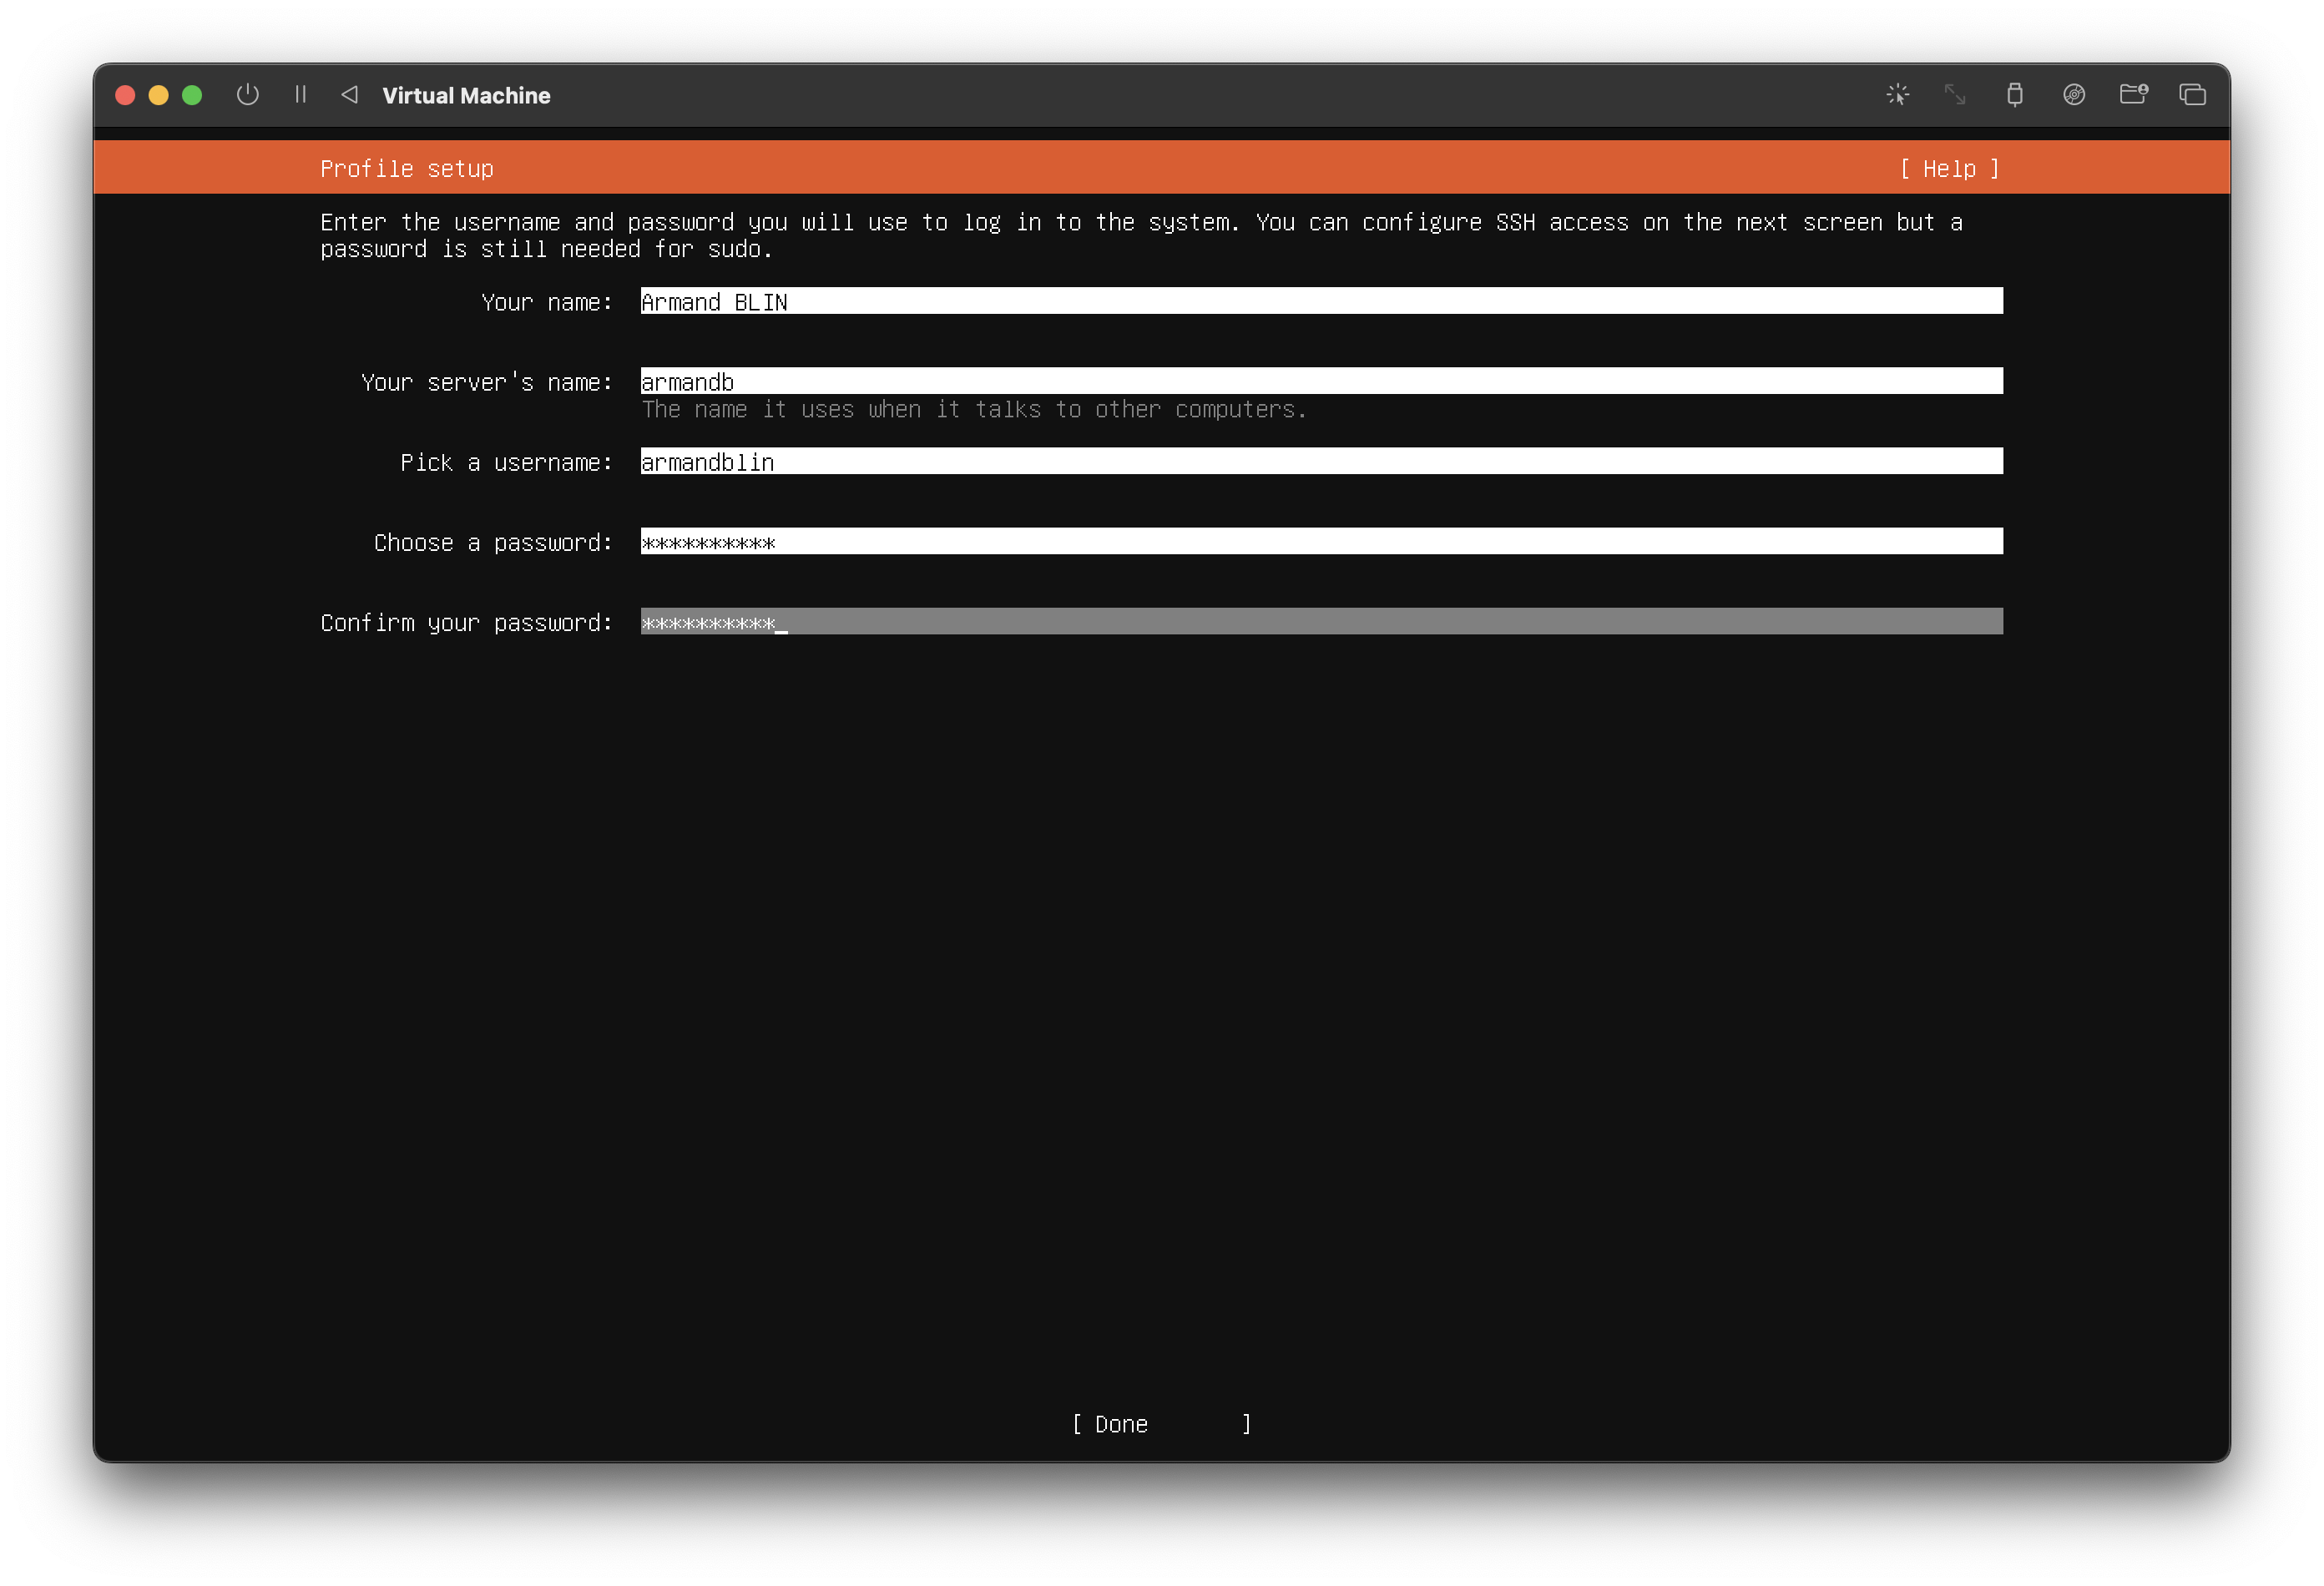 Virtual Machine
Profile setup [ Help ]
Enter the username and password you will use to log in to the system. You can configure SSH access on the next screen but a
password is still needed for sudo.
Your name: Armand BLIN
Your server's name: armandb
The name it uses when it talks to other computers.
Pick a username: armandblin
Choose a password: **********
Confirm your password: **********_
[ Done ]